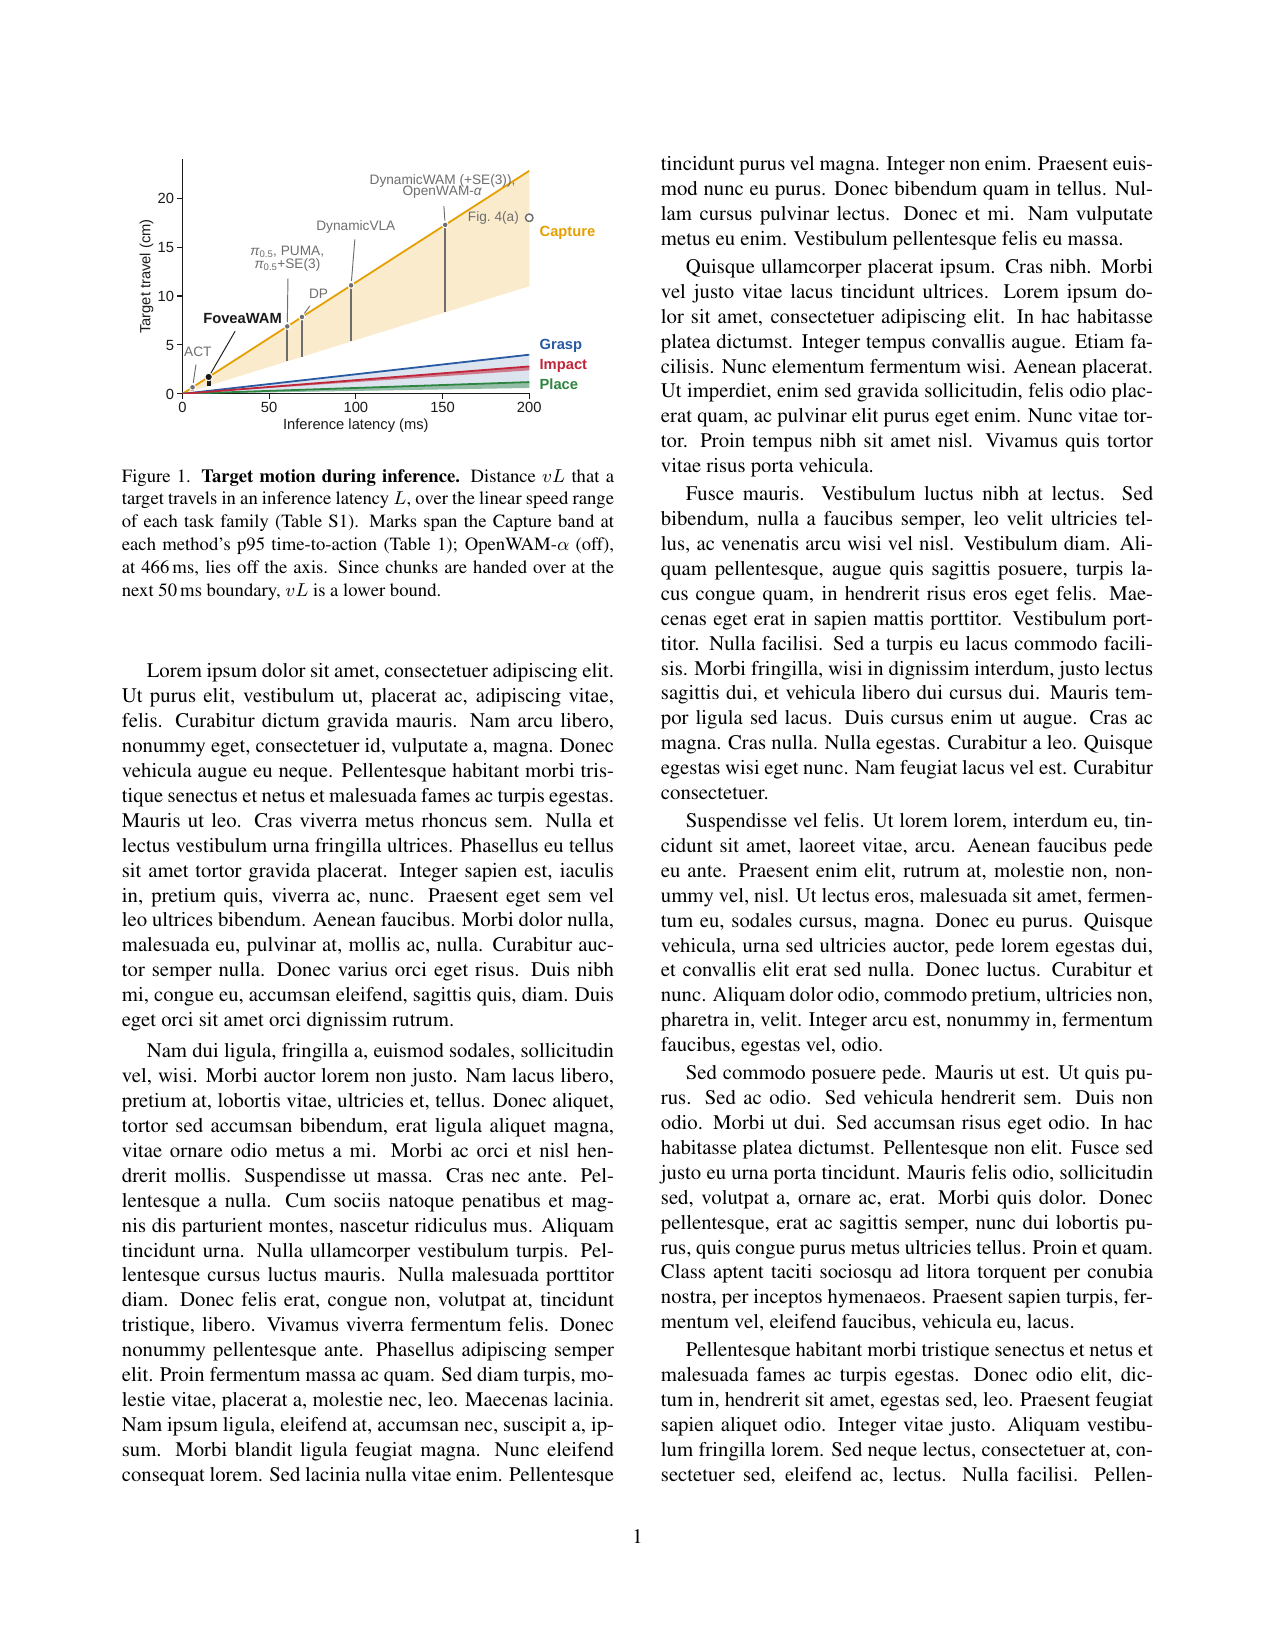 DynamicWAM (+SE(3)),
OpenWAM-α
20
Fig. 4(a)
DynamicVLA
Capture
15
π0.5, PUMA,
π0.5+SE(3)
Target travel (cm)
10
DP
FoveaWAM
5
Grasp
ACT
Impact
Place
0
0 50 100 150 200
Inference latency (ms)
Figure 1. Target motion during inference. Distance vL that a
target travels in an inference latency L, over the linear speed range
of each task family (Table S1). Marks span the Capture band at
each method's p95 time-to-action (Table 1); OpenWAM-α (off),
at 466 ms, lies off the axis. Since chunks are handed over at the
next 50 ms boundary, vL is a lower bound.
Lorem ipsum dolor sit amet, consectetuer adipiscing elit.
Ut purus elit, vestibulum ut, placerat ac, adipiscing vitae,
felis. Curabitur dictum gravida mauris. Nam arcu libero,
nonummy eget, consectetuer id, vulputate a, magna. Donec
vehicula augue eu neque. Pellentesque habitant morbi tris-
tique senectus et netus et malesuada fames ac turpis egestas.
Mauris ut leo. Cras viverra metus rhoncus sem. Nulla et
lectus vestibulum urna fringilla ultrices. Phasellus eu tellus
sit amet tortor gravida placerat. Integer sapien est, iaculis
in, pretium quis, viverra ac, nunc. Praesent eget sem vel
leo ultrices bibendum. Aenean faucibus. Morbi dolor nulla,
malesuada eu, pulvinar at, mollis ac, nulla. Curabitur auc-
tor semper nulla. Donec varius orci eget risus. Duis nibh
mi, congue eu, accumsan eleifend, sagittis quis, diam. Duis
eget orci sit amet orci dignissim rutrum.
Nam dui ligula, fringilla a, euismod sodales, sollicitudin
vel, wisi. Morbi auctor lorem non justo. Nam lacus libero,
pretium at, lobortis vitae, ultricies et, tellus. Donec aliquet,
tortor sed accumsan bibendum, erat ligula aliquet magna,
vitae ornare odio metus a mi. Morbi ac orci et nisl hen-
drerit mollis. Suspendisse ut massa. Cras nec ante. Pel-
lentesque a nulla. Cum sociis natoque penatibus et mag-
nis dis parturient montes, nascetur ridiculus mus. Aliquam
tincidunt urna. Nulla ullamcorper vestibulum turpis. Pel-
lentesque cursus luctus mauris. Nulla malesuada porttitor
diam. Donec felis erat, congue non, volutpat at, tincidunt
tristique, libero. Vivamus viverra fermentum felis. Donec
nonummy pellentesque ante. Phasellus adipiscing semper
elit. Proin fermentum massa ac quam. Sed diam turpis, mo-
lestie vitae, placerat a, molestie nec, leo. Maecenas lacinia.
Nam ipsum ligula, eleifend at, accumsan nec, suscipit a, ip-
sum. Morbi blandit ligula feugiat magna. Nunc eleifend
consequat lorem. Sed lacinia nulla vitae enim. Pellentesque
tincidunt purus vel magna. Integer non enim. Praesent euis-
mod nunc eu purus. Donec bibendum quam in tellus. Nul-
lam cursus pulvinar lectus. Donec et mi. Nam vulputate
metus eu enim. Vestibulum pellentesque felis eu massa.
Quisque ullamcorper placerat ipsum. Cras nibh. Morbi
vel justo vitae lacus tincidunt ultrices. Lorem ipsum do-
lor sit amet, consectetuer adipiscing elit. In hac habitasse
platea dictumst. Integer tempus convallis augue. Etiam fa-
cilisis. Nunc elementum fermentum wisi. Aenean placerat.
Ut imperdiet, enim sed gravida sollicitudin, felis odio plac-
erat quam, ac pulvinar elit purus eget enim. Nunc vitae tor-
tor. Proin tempus nibh sit amet nisl. Vivamus quis tortor
vitae risus porta vehicula.
Fusce mauris. Vestibulum luctus nibh at lectus. Sed
bibendum, nulla a faucibus semper, leo velit ultricies tel-
lus, ac venenatis arcu wisi vel nisl. Vestibulum diam. Ali-
quam pellentesque, augue quis sagittis posuere, turpis la-
cus congue quam, in hendrerit risus eros eget felis. Mae-
cenas eget erat in sapien mattis porttitor. Vestibulum port-
titor. Nulla facilisi. Sed a turpis eu lacus commodo facili-
sis. Morbi fringilla, wisi in dignissim interdum, justo lectus
sagittis dui, et vehicula libero dui cursus dui. Mauris tem-
por ligula sed lacus. Duis cursus enim ut augue. Cras ac
magna. Cras nulla. Nulla egestas. Curabitur a leo. Quisque
egestas wisi eget nunc. Nam feugiat lacus vel est. Curabitur
consectetuer.
Suspendisse vel felis. Ut lorem lorem, interdum eu, tin-
cidunt sit amet, laoreet vitae, arcu. Aenean faucibus pede
eu ante. Praesent enim elit, rutrum at, molestie non, non-
ummy vel, nisl. Ut lectus eros, malesuada sit amet, fermen-
tum eu, sodales cursus, magna. Donec eu purus. Quisque
vehicula, urna sed ultricies auctor, pede lorem egestas dui,
et convallis elit erat sed nulla. Donec luctus. Curabitur et
nunc. Aliquam dolor odio, commodo pretium, ultricies non,
pharetra in, velit. Integer arcu est, nonummy in, fermentum
faucibus, egestas vel, odio.
Sed commodo posuere pede. Mauris ut est. Ut quis pu-
rus. Sed ac odio. Sed vehicula hendrerit sem. Duis non
odio. Morbi ut dui. Sed accumsan risus eget odio. In hac
habitasse platea dictumst. Pellentesque non elit. Fusce sed
justo eu urna porta tincidunt. Mauris felis odio, sollicitudin
sed, volutpat a, ornare ac, erat. Morbi quis dolor. Donec
pellentesque, erat ac sagittis semper, nunc dui lobortis pu-
rus, quis congue purus metus ultricies tellus. Proin et quam.
Class aptent taciti sociosqu ad litora torquent per conubia
nostra, per inceptos hymenaeos. Praesent sapien turpis, fer-
mentum vel, eleifend faucibus, vehicula eu, lacus.
Pellentesque habitant morbi tristique senectus et netus et
malesuada fames ac turpis egestas. Donec odio elit, dic-
tum in, hendrerit sit amet, egestas sed, leo. Praesent feugiat
sapien aliquet odio. Integer vitae justo. Aliquam vestibu-
lum fringilla lorem. Sed neque lectus, consectetuer at, con-
sectetuer sed, eleifend ac, lectus. Nulla facilisi. Pellen-
1